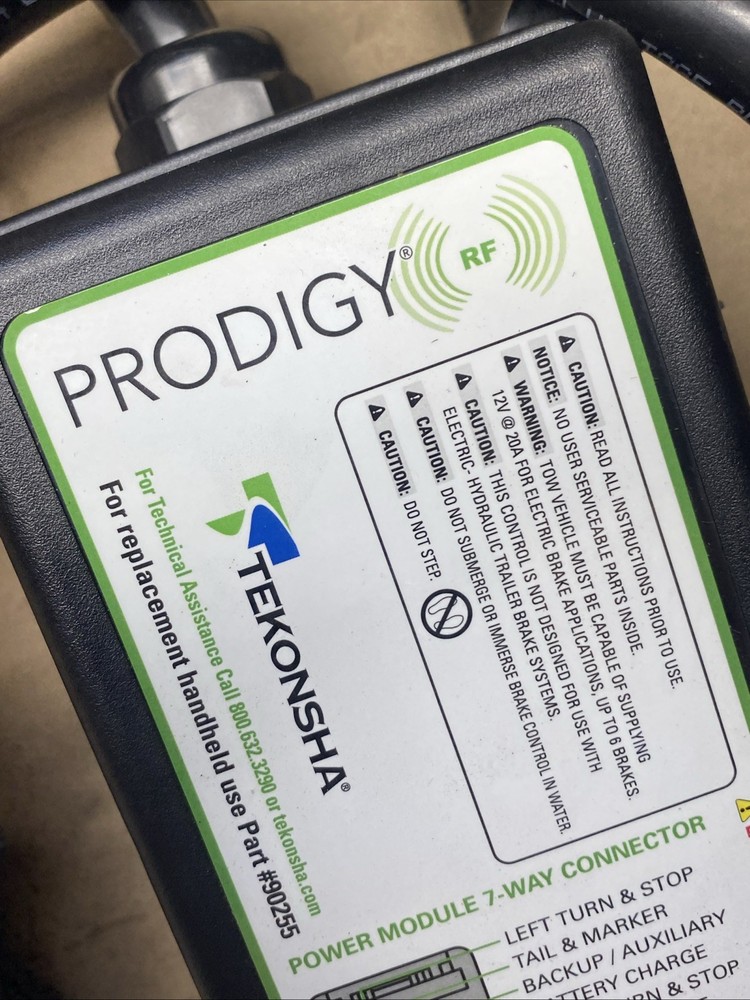 PRODIGY®
RF
CAUTION: READ ALL INSTRUCTIONS PRIOR TO USE.
NOTICE: NO USER SERVICEABLE PARTS INSIDE.
WARNING: TOW VEHICLE MUST BE CAPABLE OF SUPPLYING
12V @ 20A FOR ELECTRIC BRAKE APPLICATIONS, UP TO 6 BRAKES.
CAUTION: THIS CONTROL IS NOT DESIGNED FOR USE WITH
ELECTRIC- HYDRAULIC TRAILER BRAKE SYSTEMS.
CAUTION: DO NOT SUBMERGE OR IMMERSE BRAKE CONTROL IN WATER.
CAUTION: DO NOT STEP.
TEKONSHA®
For Technical Assistance Call 800.632.3290 or tekonsha.com
For replacement handheld use Part #90255
POWER MODULE 7-WAY CONNECTOR
LEFT TURN & STOP
TAIL & MARKER
BACKUP / AUXILIARY
CHARGE
& STOP